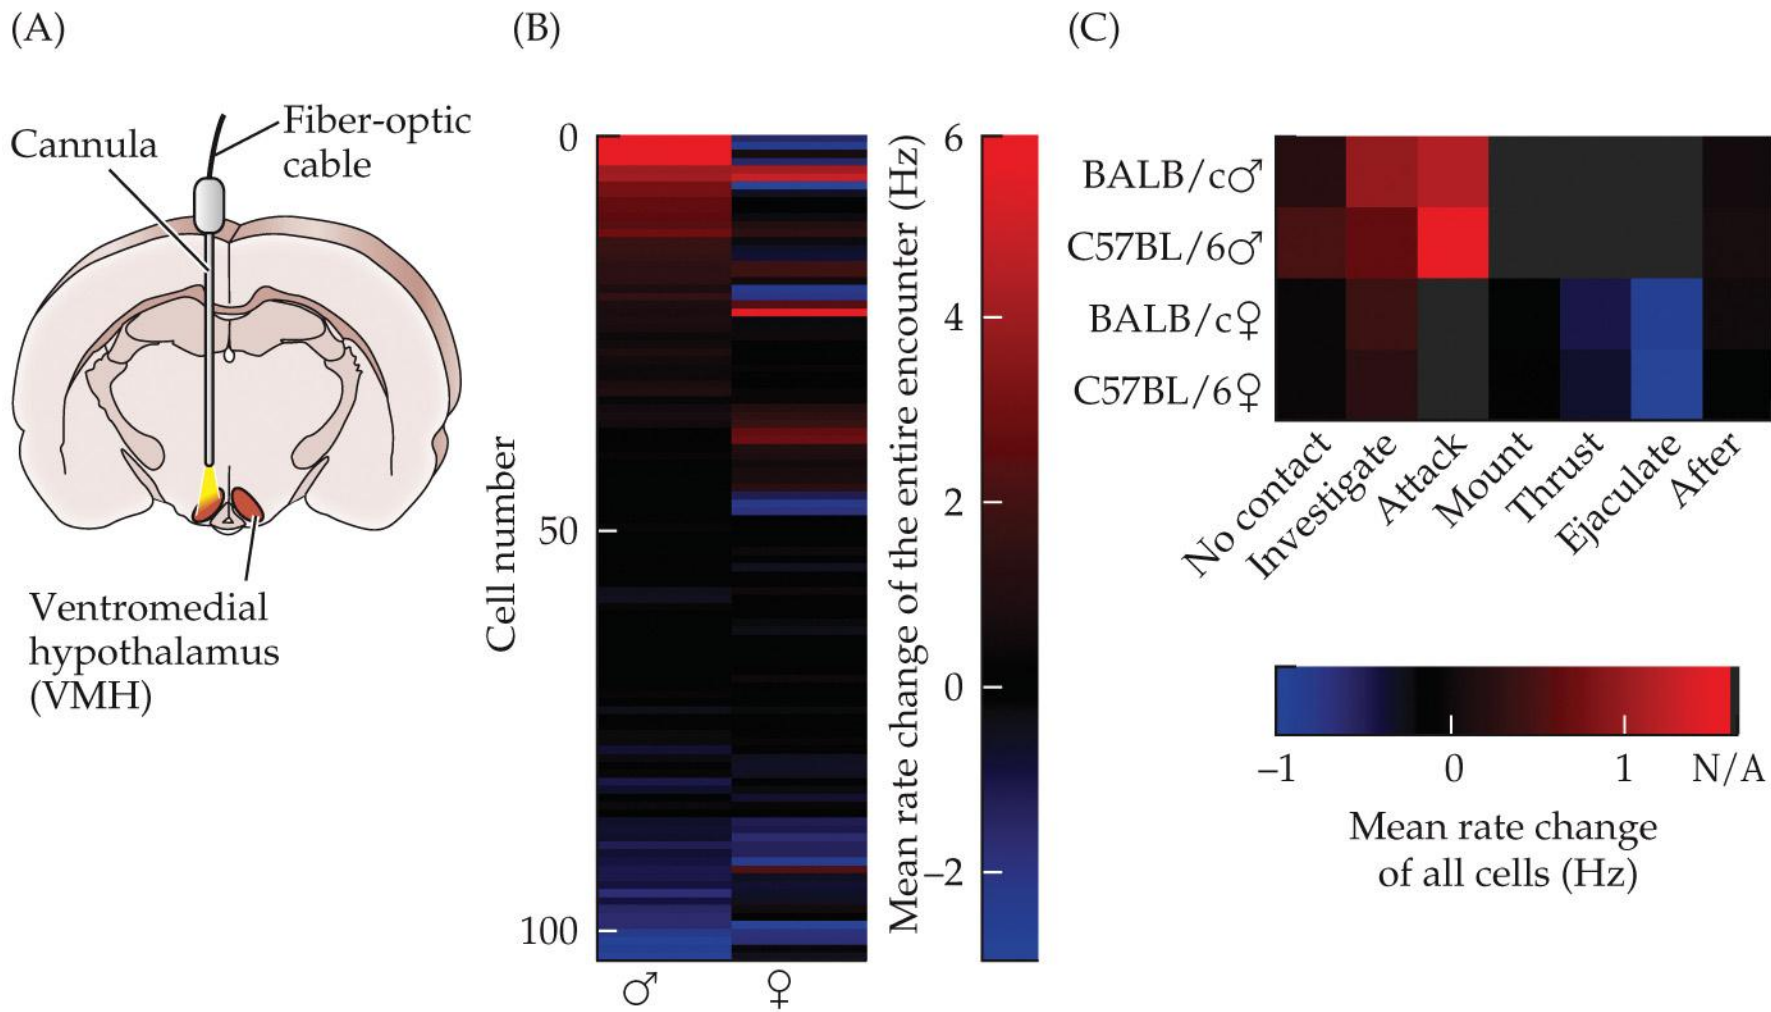 (A)
Cannula
Fiber-optic
cable
Ventromedial
hypothalamus
(VMH)
(B)
Cell number
0
50
100
♂
♀
Mean rate change of the entire encounter (Hz)
6
4
2
0
–2
(C)
BALB/c♂
C57BL/6♂
BALB/c♀
C57BL/6♀
No contact
Investigate
Attack
Mount
Thrust
Ejaculate
After
–1
0
1
N/A
Mean rate change
of all cells (Hz)